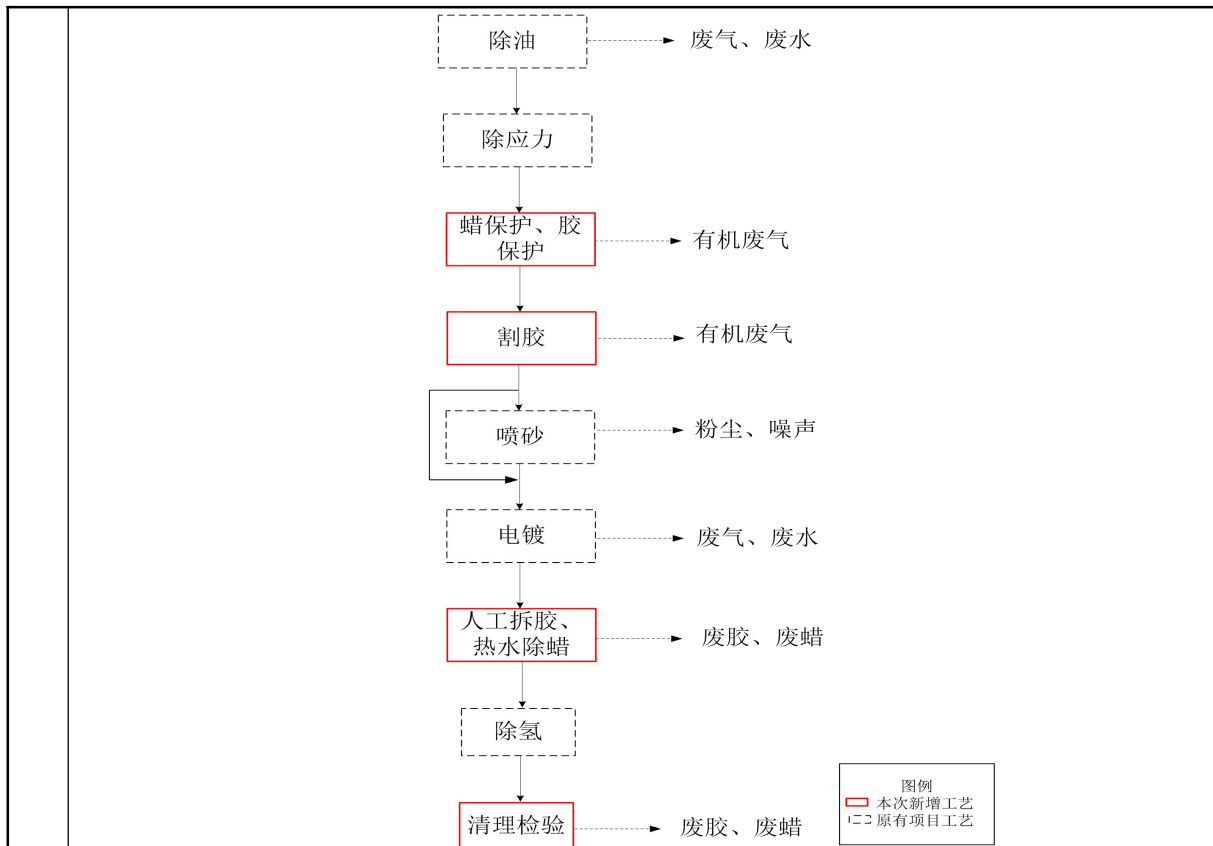 除油
废气、废水
除应力
蜡保护、胶
保护
有机废气
割胶
有机废气
喷砂
粉尘、噪声
电镀
废气、废水
人工拆胶、
热水除蜡
废胶、废蜡
除氢
清理检验
废胶、废蜡
图例
本次新增工艺
原有项目工艺